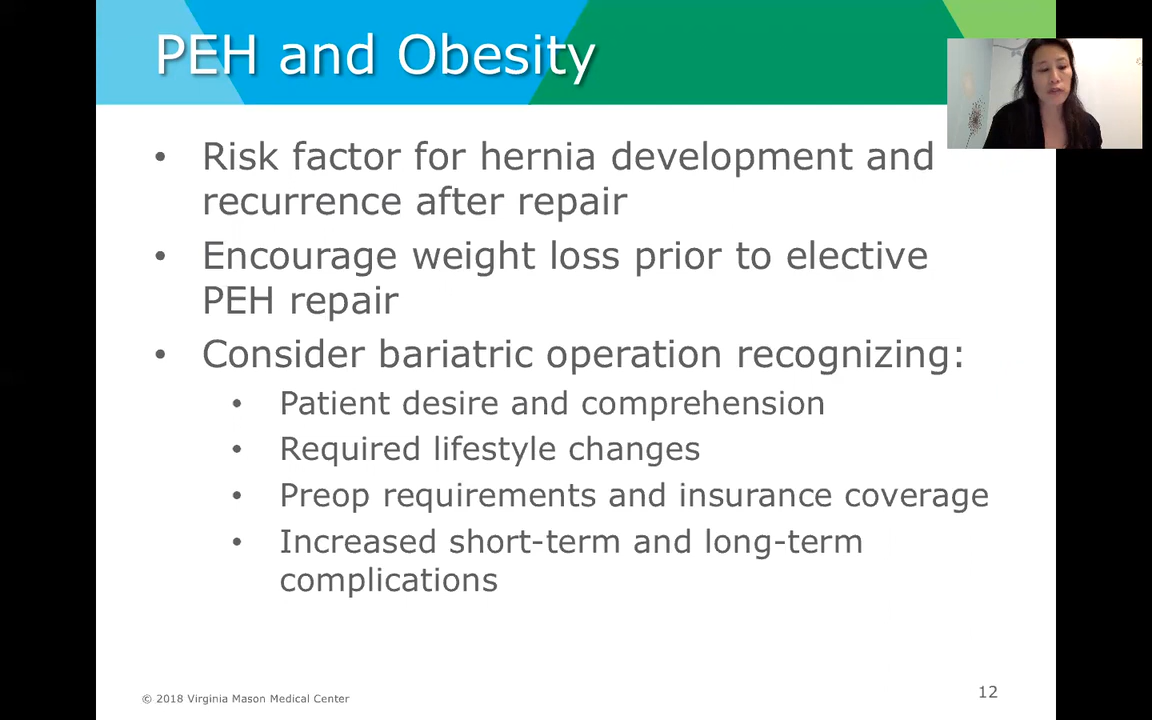 PEH and Obesity
• Risk factor for hernia development and
recurrence after repair
• Encourage weight loss prior to elective
PEH repair
• Consider bariatric operation recognizing:
• Patient desire and comprehension
• Required lifestyle changes
• Preop requirements and insurance coverage
• Increased short-term and long-term
complications
© 2018 Virginia Mason Medical Center
12